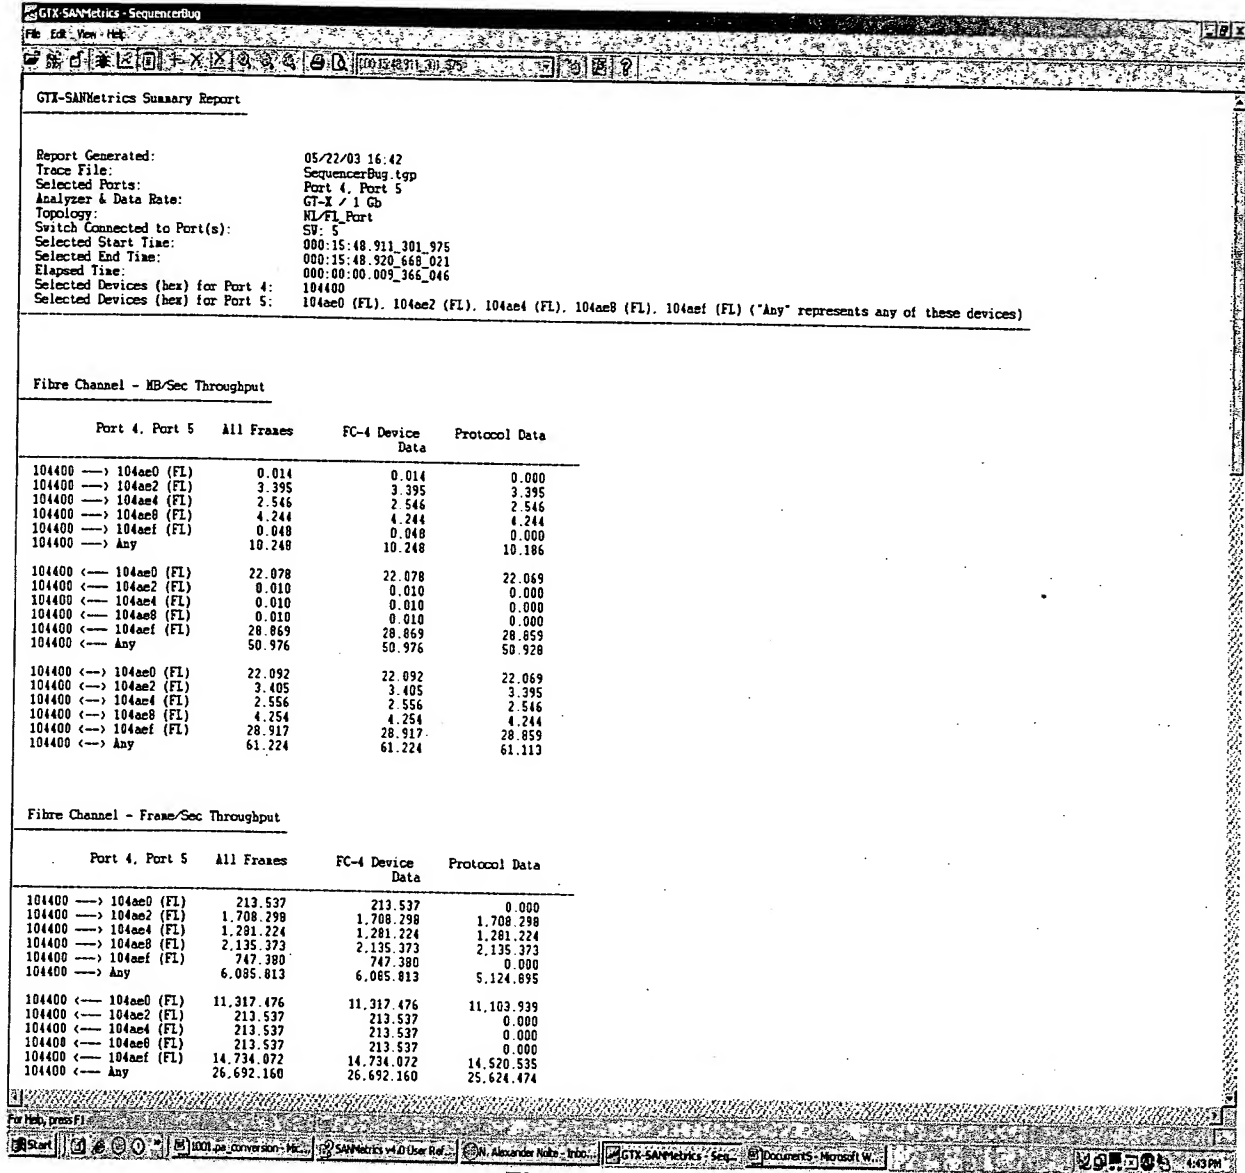 GTX-SANMetrics - SequencerBug
File Edit View Help
000:15:48.911_301_975
GTX-SANMetrics Summary Report
Report Generated: 05/22/03 16:42
Trace File: SequencerBug.tgp
Selected Ports: Port 4, Port 5
Analyzer & Data Rate: GT-X / 1 Gb
Topology: NL/FL_Port
Switch Connected to Port(s): SW: 5
Selected Start Time: 000:15:48.911_301_975
Selected End Time: 000:15:48.920_668_021
Elapsed Time: 000:00:00.009_366_046
Selected Devices (hex) for Port 4: 104400
Selected Devices (hex) for Port 5: 104ae0 (FL), 104ae2 (FL), 104ae4 (FL), 104ae8 (FL), 104aef (FL) ("Any" represents any of these devices)
Fibre Channel - MB/Sec Throughput
Port 4, Port 5 All Frames FC-4 Device Data Protocol Data
104400 ---> 104ae0 (FL) 0.014 0.014 0.000
104400 ---> 104ae2 (FL) 3.395 3.395 3.395
104400 ---> 104ae4 (FL) 2.546 2.546 2.546
104400 ---> 104ae8 (FL) 4.244 4.244 4.244
104400 ---> 104aef (FL) 0.048 0.048 0.000
104400 ---> Any 10.248 10.248 10.186
104400 <--- 104ae0 (FL) 22.078 22.078 22.069
104400 <--- 104ae2 (FL) 0.010 0.010 0.000
104400 <--- 104ae4 (FL) 0.010 0.010 0.000
104400 <--- 104ae8 (FL) 0.010 0.010 0.000
104400 <--- 104aef (FL) 28.869 28.869 28.859
104400 <--- Any 50.976 50.976 50.928
104400 <--> 104ae0 (FL) 22.092 22.092 22.069
104400 <--> 104ae2 (FL) 3.405 3.405 3.395
104400 <--> 104ae4 (FL) 2.556 2.556 2.546
104400 <--> 104ae8 (FL) 4.254 4.254 4.244
104400 <--> 104aef (FL) 28.917 28.917 28.859
104400 <--> Any 61.224 61.224 61.113
Fibre Channel - Frame/Sec Throughput
Port 4, Port 5 All Frames FC-4 Device Data Protocol Data
104400 ---> 104ae0 (FL) 213.537 213.537 0.000
104400 ---> 104ae2 (FL) 1,708.298 1,708.298 1,708.298
104400 ---> 104ae4 (FL) 1,281.224 1,281.224 1,281.224
104400 ---> 104ae8 (FL) 2,135.373 2,135.373 2,135.373
104400 ---> 104aef (FL) 747.380 747.380 0.000
104400 ---> Any 6,085.813 6,085.813 5,124.895
104400 <--- 104ae0 (FL) 11,317.476 11,317.476 11,103.939
104400 <--- 104ae2 (FL) 213.537 213.537 0.000
104400 <--- 104ae4 (FL) 213.537 213.537 0.000
104400 <--- 104ae8 (FL) 213.537 213.537 0.000
104400 <--- 104aef (FL) 14,734.072 14,734.072 14,520.535
104400 <--- Any 26,692.160 26,692.160 25,624.474
For Help, press F1
Start 1001.pa_conversion - Mic... SANMetrics v4.0 User Ref... N. Alexander Nolte - Inbo... GTX-SANMetrics - Seq... Document5 - Microsoft W... 4:43 PM